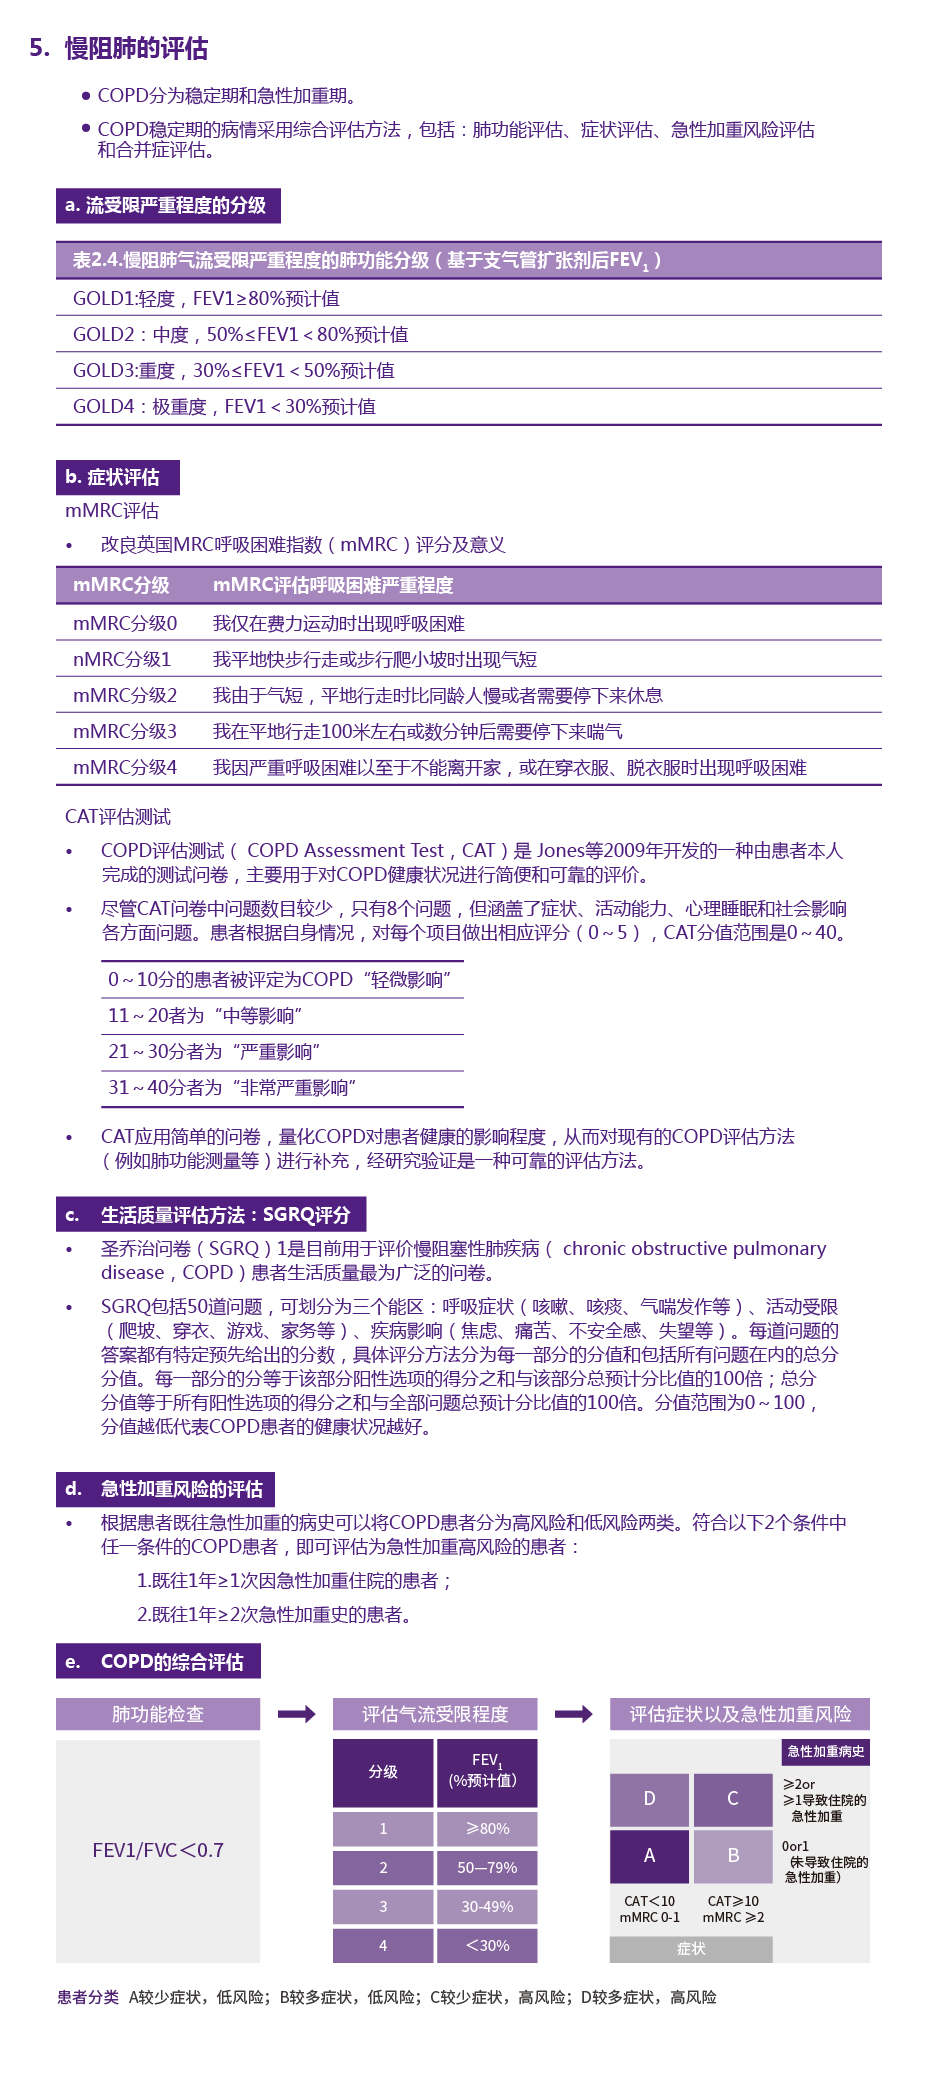 5. 慢阻肺的评估
● COPD分为稳定期和急性加重期。
● COPD稳定期的病情采用综合评估方法，包括：肺功能评估、症状评估、急性加重风险评估
和合并症评估。
a. 流受限严重程度的分级
表2.4.慢阻肺气流受限严重程度的肺功能分级（基于支气管扩张剂后FEV1）
GOLD1:轻度，FEV1≥80%预计值
GOLD2：中度，50%≤FEV1＜80%预计值
GOLD3:重度，30%≤FEV1＜50%预计值
GOLD4：极重度，FEV1＜30%预计值
b. 症状评估
mMRC评估
• 改良英国MRC呼吸困难指数（mMRC）评分及意义
mMRC分级 mMRC评估呼吸困难严重程度
mMRC分级0 我仅在费力运动时出现呼吸困难
nMRC分级1 我平地快步行走或步行爬小坡时出现气短
mMRC分级2 我由于气短，平地行走时比同龄人慢或者需要停下来休息
mMRC分级3 我在平地行走100米左右或数分钟后需要停下来喘气
mMRC分级4 我因严重呼吸困难以至于不能离开家，或在穿衣服、脱衣服时出现呼吸困难
CAT评估测试
• COPD评估测试（ COPD Assessment Test，CAT）是 Jones等2009年开发的一种由患者本人
完成的测试问卷，主要用于对COPD健康状况进行简便和可靠的评价。
• 尽管CAT问卷中问题数目较少，只有8个问题，但涵盖了症状、活动能力、心理睡眠和社会影响
各方面问题。患者根据自身情况，对每个项目做出相应评分（0～5），CAT分值范围是0～40。
0～10分的患者被评定为COPD“轻微影响”
11～20者为“中等影响”
21～30分者为“严重影响”
31～40分者为“非常严重影响”
• CAT应用简单的问卷，量化COPD对患者健康的影响程度，从而对现有的COPD评估方法
（例如肺功能测量等）进行补充，经研究验证是一种可靠的评估方法。
c. 生活质量评估方法：SGRQ评分
• 圣乔治问卷（SGRQ）1是目前用于评价慢阻塞性肺疾病（ chronic obstructive pulmonary
disease，COPD）患者生活质量最为广泛的问卷。
• SGRQ包括50道问题，可划分为三个能区：呼吸症状（咳嗽、咳痰、气喘发作等）、活动受限
（爬坡、穿衣、游戏、家务等）、疾病影响（焦虑、痛苦、不安全感、失望等）。每道问题的
答案都有特定预先给出的分数，具体评分方法分为每一部分的分值和包括所有问题在内的总分
分值。每一部分的分等于该部分阳性选项的得分之和与该部分总预计分比值的100倍；总分
分值等于所有阳性选项的得分之和与全部问题总预计分比值的100倍。分值范围为0～100，
分值越低代表COPD患者的健康状况越好。
d. 急性加重风险的评估
• 根据患者既往急性加重的病史可以将COPD患者分为高风险和低风险两类。符合以下2个条件中
任一条件的COPD患者，即可评估为急性加重高风险的患者：
1.既往1年≥1次因急性加重住院的患者；
2.既往1年≥2次急性加重史的患者。
e. COPD的综合评估
肺功能检查
FEV1/FVC＜0.7
评估气流受限程度
分级 FEV1
(%预计值）
1 ≥80%
2 50—79%
3 30-49%
4 ＜30%
评估症状以及急性加重风险
急性加重病史
D C
≥2or
≥1导致住院的
急性加重
A B
0or1
（未导致住院的
急性加重）
CAT＜10 CAT≥10
mMRC 0-1 mMRC ≥2
症状
患者分类 A较少症状，低风险；B较多症状，低风险；C较少症状，高风险；D较多症状，高风险